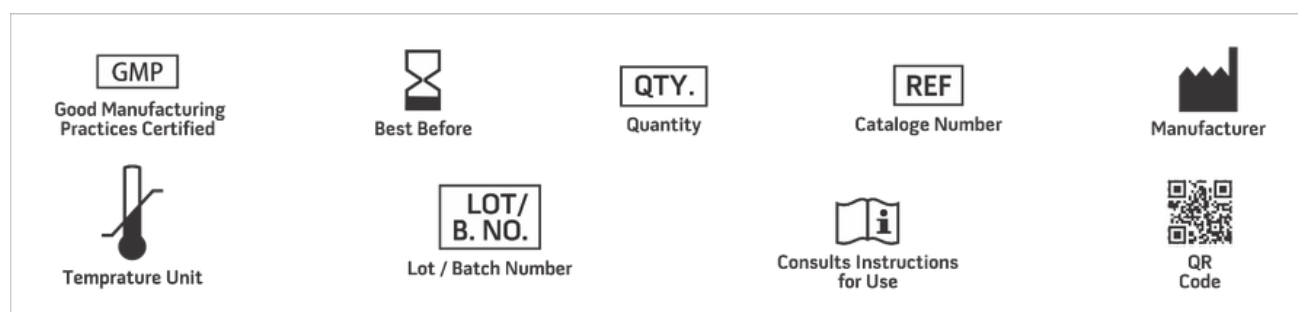 GMP
Good Manufacturing
Practices Certified
Best Before
QTY.
Quantity
REF
Cataloge Number
Manufacturer
Temprature Unit
LOT/
B. NO.
Lot / Batch Number
i
Consults Instructions
for Use
QR
Code